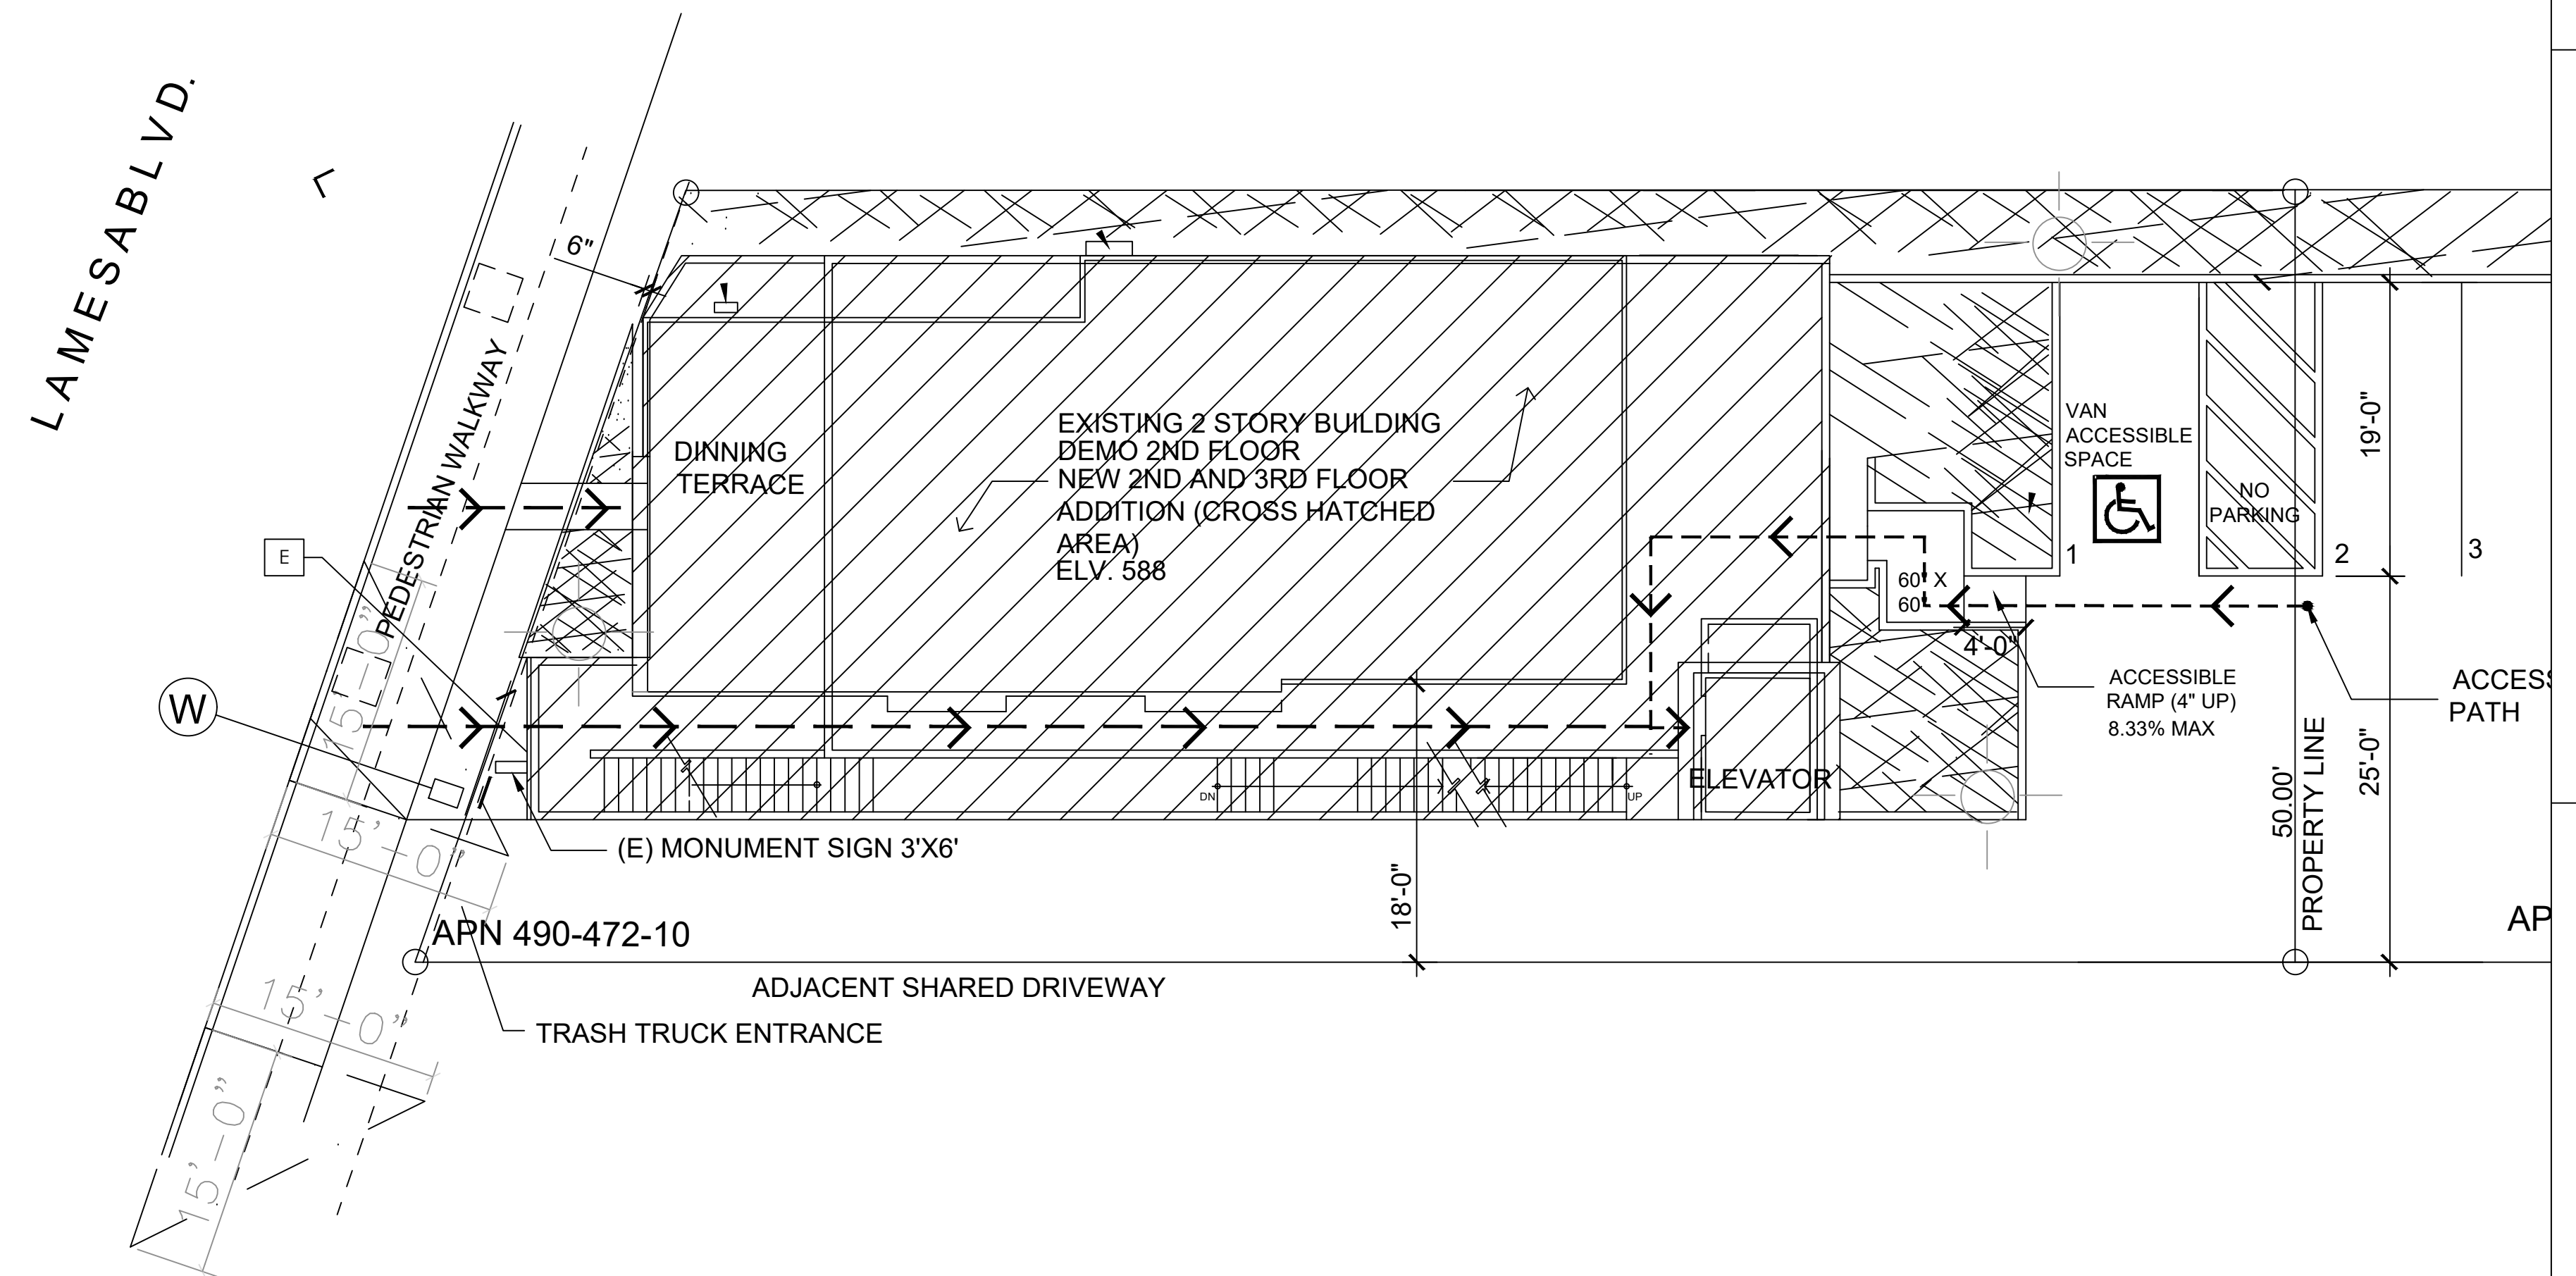 LA MESA BLVD.
6"
PEDESTRIAN WALKWAY
E
W
15'-0"
15'-0"
15'-0"
15'-0"
DINNING
TERRACE
EXISTING 2 STORY BUILDING
DEMO 2ND FLOOR
NEW 2ND AND 3RD FLOOR
ADDITION (CROSS HATCHED
AREA)
ELV. 588
VAN
ACCESSIBLE
SPACE
NO
PARKING
1
2
3
19'-0"
60" X
60"
4'-0"
ACCESSIBLE
RAMP (4" UP)
8.33% MAX
ACCESS
PATH
50.00'
PROPERTY LINE
25'-0"
ELEVATOR
DN
UP
(E) MONUMENT SIGN 3'X6'
18'-0"
APN 490-472-10
AP
ADJACENT SHARED DRIVEWAY
TRASH TRUCK ENTRANCE